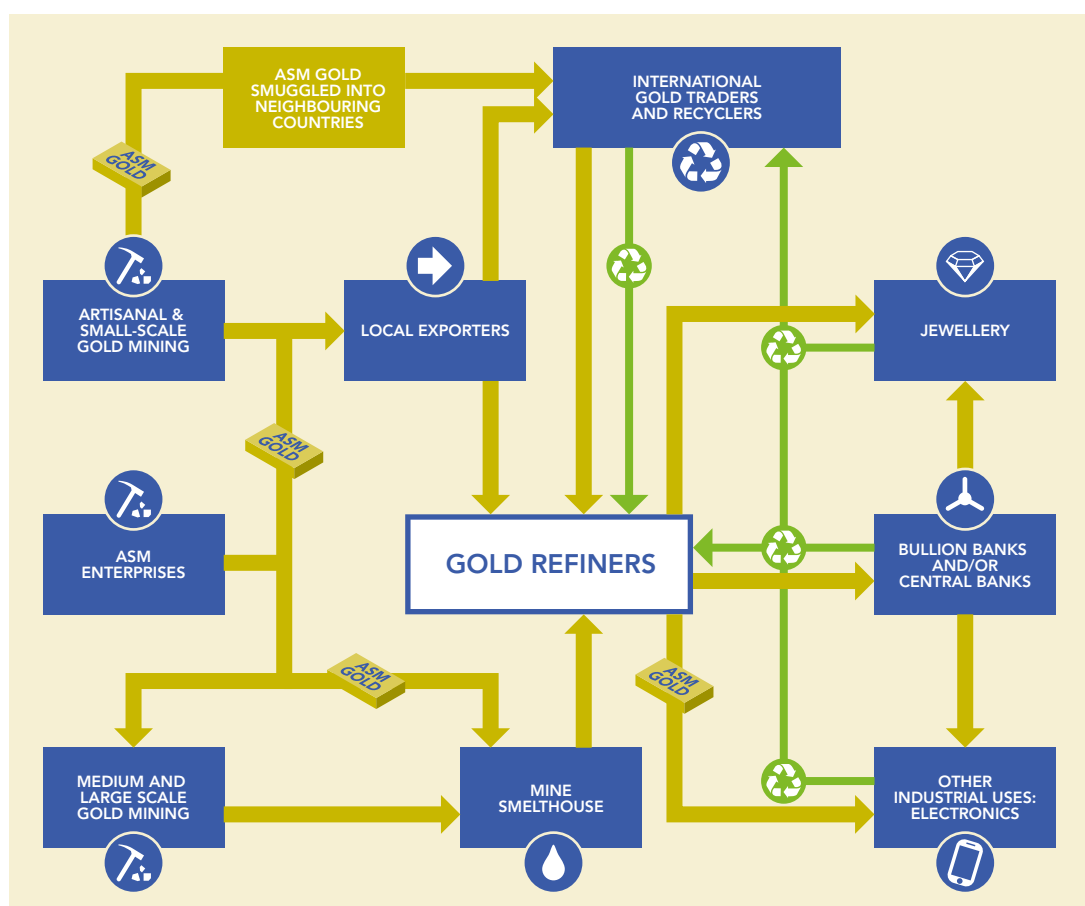 ASM GOLD
SMUGGLED INTO
NEIGHBOURING
COUNTRIES
INTERNATIONAL
GOLD TRADERS
AND RECYCLERS
ASM
GOLD
ARTISANAL &
SMALL-SCALE
GOLD MINING
LOCAL EXPORTERS
JEWELLERY
ASM
GOLD
ASM
ENTERPRISES
GOLD REFINERS
BULLION BANKS
AND/OR
CENTRAL BANKS
ASM
GOLD
ASM
GOLD
MEDIUM AND
LARGE SCALE
GOLD MINING
MINE
SMELTHOUSE
OTHER
INDUSTRIAL USES:
ELECTRONICS